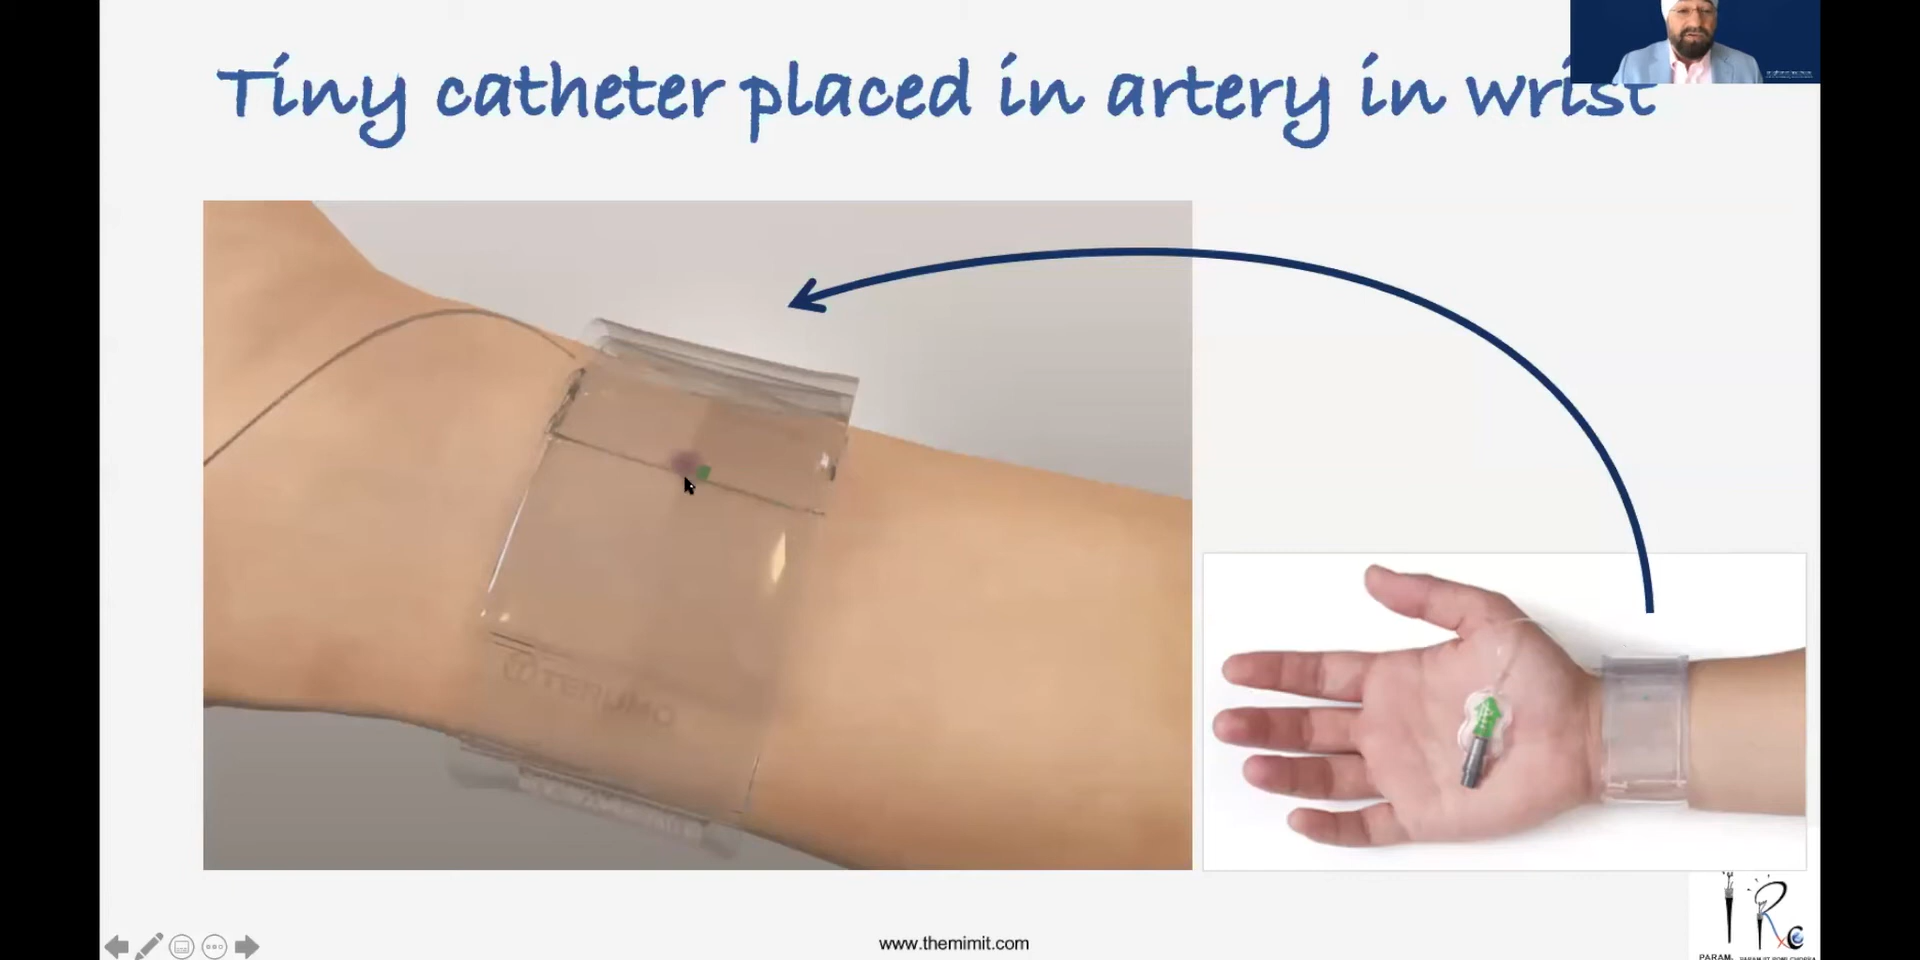 Tiny catheter placed in artery in wrist
TERUMO
www.themimit.com
PARAM